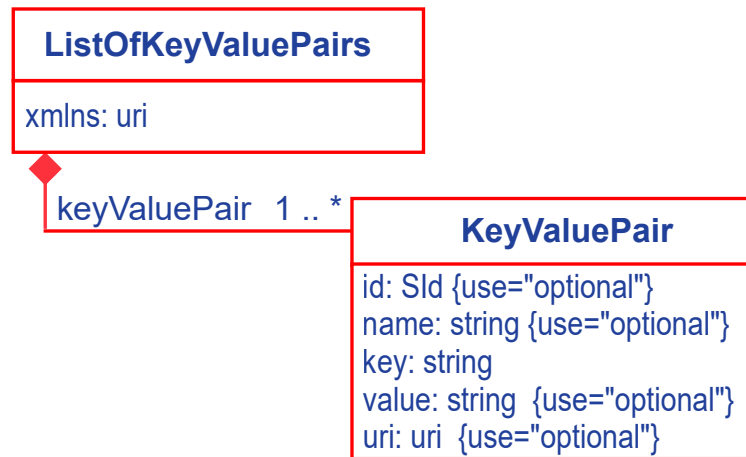 ListOfKeyValuePairs
xmlns: uri
keyValuePair 1 .. *
KeyValuePair
id: SId {use="optional"}
name: string {use="optional"}
key: string
value: string {use="optional"}
uri: uri {use="optional"}